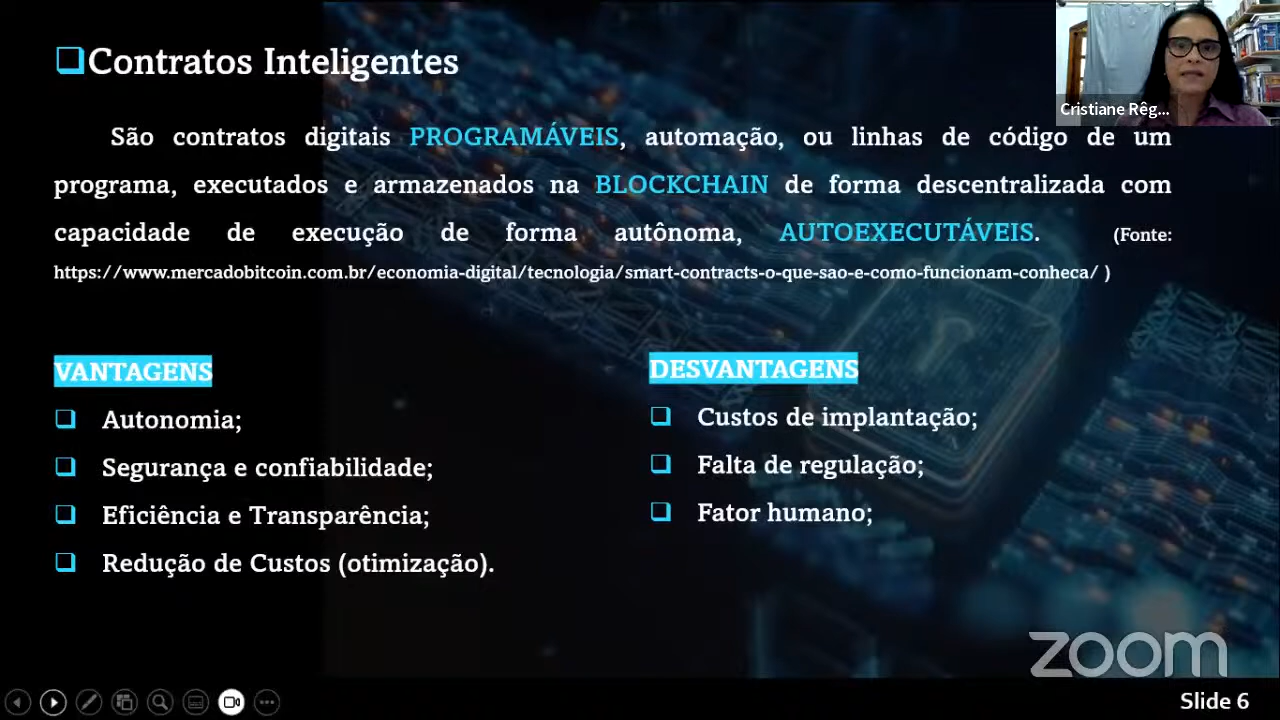 Contratos Inteligentes
São contratos digitais PROGRAMÁVEIS, automação, ou linhas de código de um
programa, executados e armazenados na BLOCKCHAIN de forma descentralizada com
capacidade de execução de forma autônoma, AUTOEXECUTÁVEIS. (Fonte:
https://www.mercadobitcoin.com.br/economia-digital/tecnologia/smart-contracts-o-que-sao-e-como-funcionam-conheca/ )
VANTAGENS
Autonomia;
Segurança e confiabilidade;
Eficiência e Transparência;
Redução de Custos (otimização).
DESVANTAGENS
Custos de implantação;
Falta de regulação;
Fator humano;
Cristiane Rêg...
zoom
Slide 6